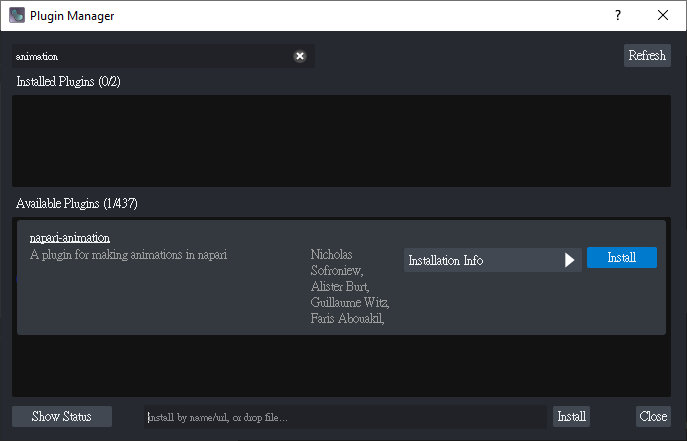 Plugin Manager
?
animation
Refresh
Installed Plugins (0/2)
Available Plugins (1/437)
napari-animation
A plugin for making animations in napari
Nicholas
Sofroniew,
Alister Burt,
Guillaume Witz,
Faris Abouakil,
Installation Info
Install
Show Status
install by name/url, or drop file...
Install
Close